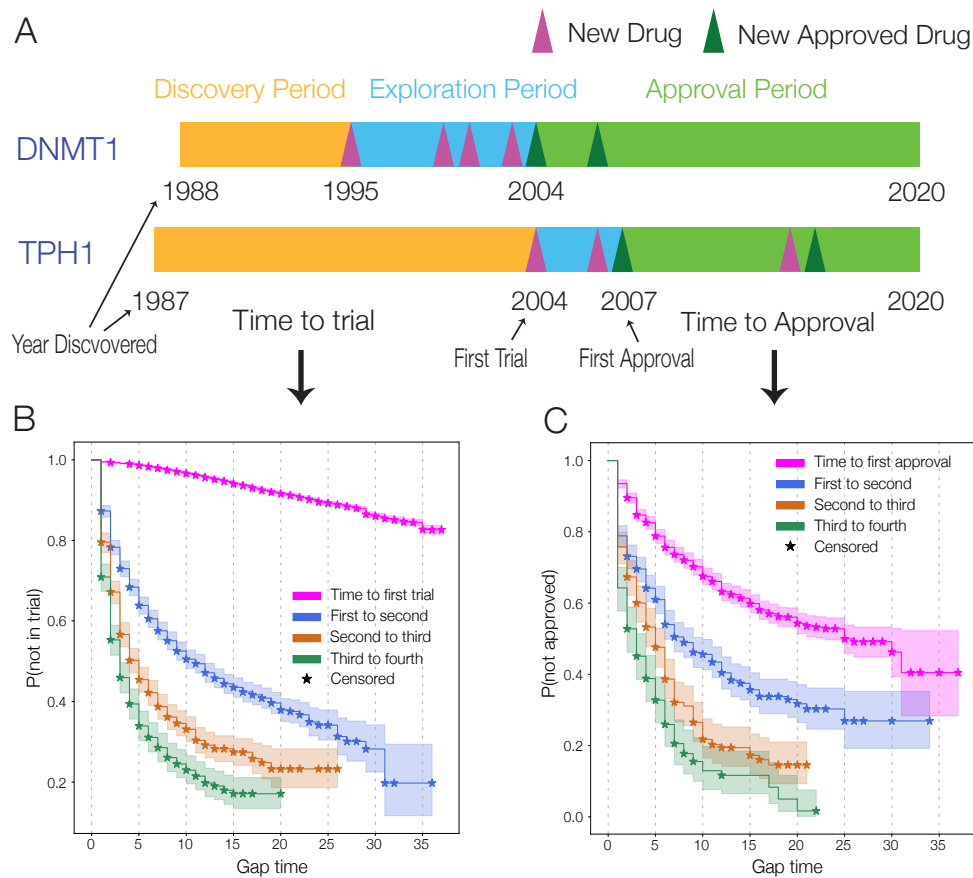 A
New Drug
New Approved Drug
Discovery Period
Exploration Period
Approval Period
DNMT1
1988
1995
2004
2020
TPH1
1987
2004
2007
2020
Year Discvovered
Time to trial
First Trial
First Approval
Time to Approval
B
P(not in trial)
1.0
0.8
0.6
0.4
0.2
Time to first trial
First to second
Second to third
Third to fourth
Censored
0 5 10 15 20 25 30 35
Gap time
C
P(not approved)
1.0
0.8
0.6
0.4
0.2
0.0
Time to first approval
First to second
Second to third
Third to fourth
Censored
0 5 10 15 20 25 30 35
Gap time